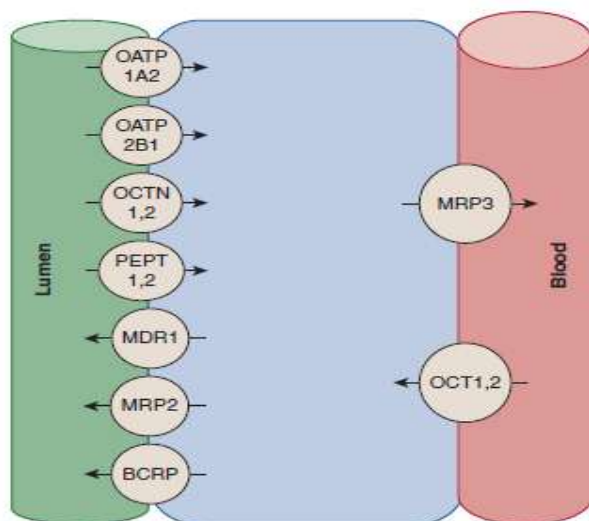 OATP
1A2
OATP
2B1
OCTN
1,2
PEPT
1,2
MDR1
MRP2
BCRP
MRP3
OCT1,2
Lumen
Blood